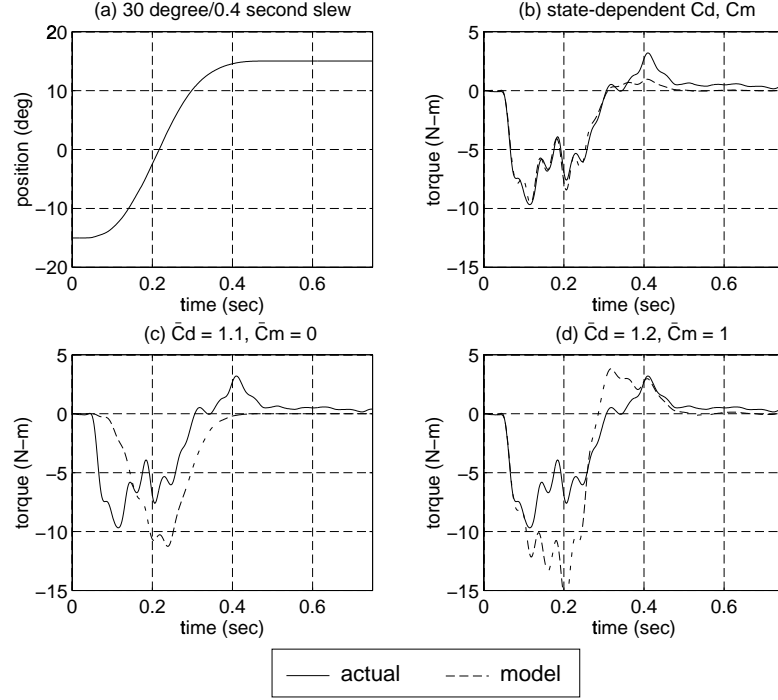 (a) 30 degree/0.4 second slew
20
10
0
−10
−20
position (deg)
0 0.2 0.4 0.6
time (sec)
(b) state-dependent Cd, Cm
5
0
−5
−10
−15
torque (N−m)
0 0.2 0.4 0.6
time (sec)
(c) C̄d = 1.1, C̄m = 0
5
0
−5
−10
−15
torque (N−m)
0 0.2 0.4 0.6
time (sec)
(d) C̄d = 1.2, C̄m = 1
5
0
−5
−10
−15
torque (N−m)
0 0.2 0.4 0.6
time (sec)
actual model